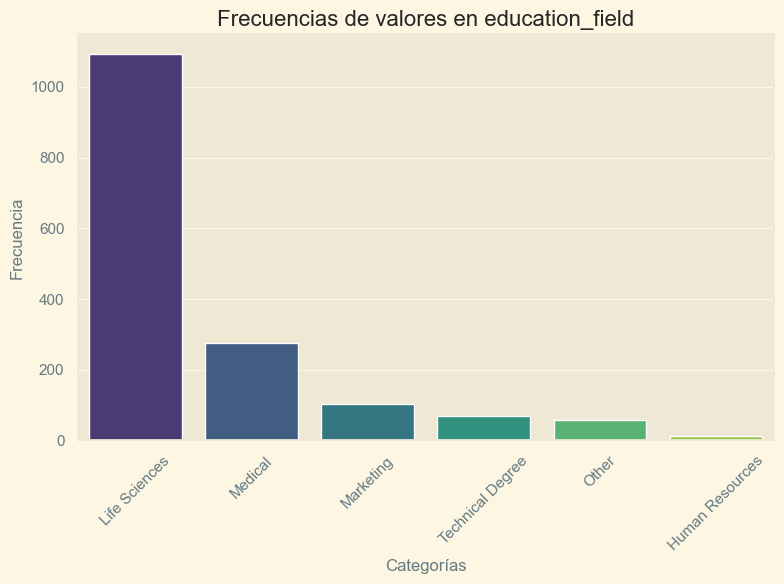 Frecuencias de valores en education_field
Frecuencia
1000
800
600
400
200
0
Life Sciences
Medical
Marketing
Technical Degree
Other
Human Resources
Categorías